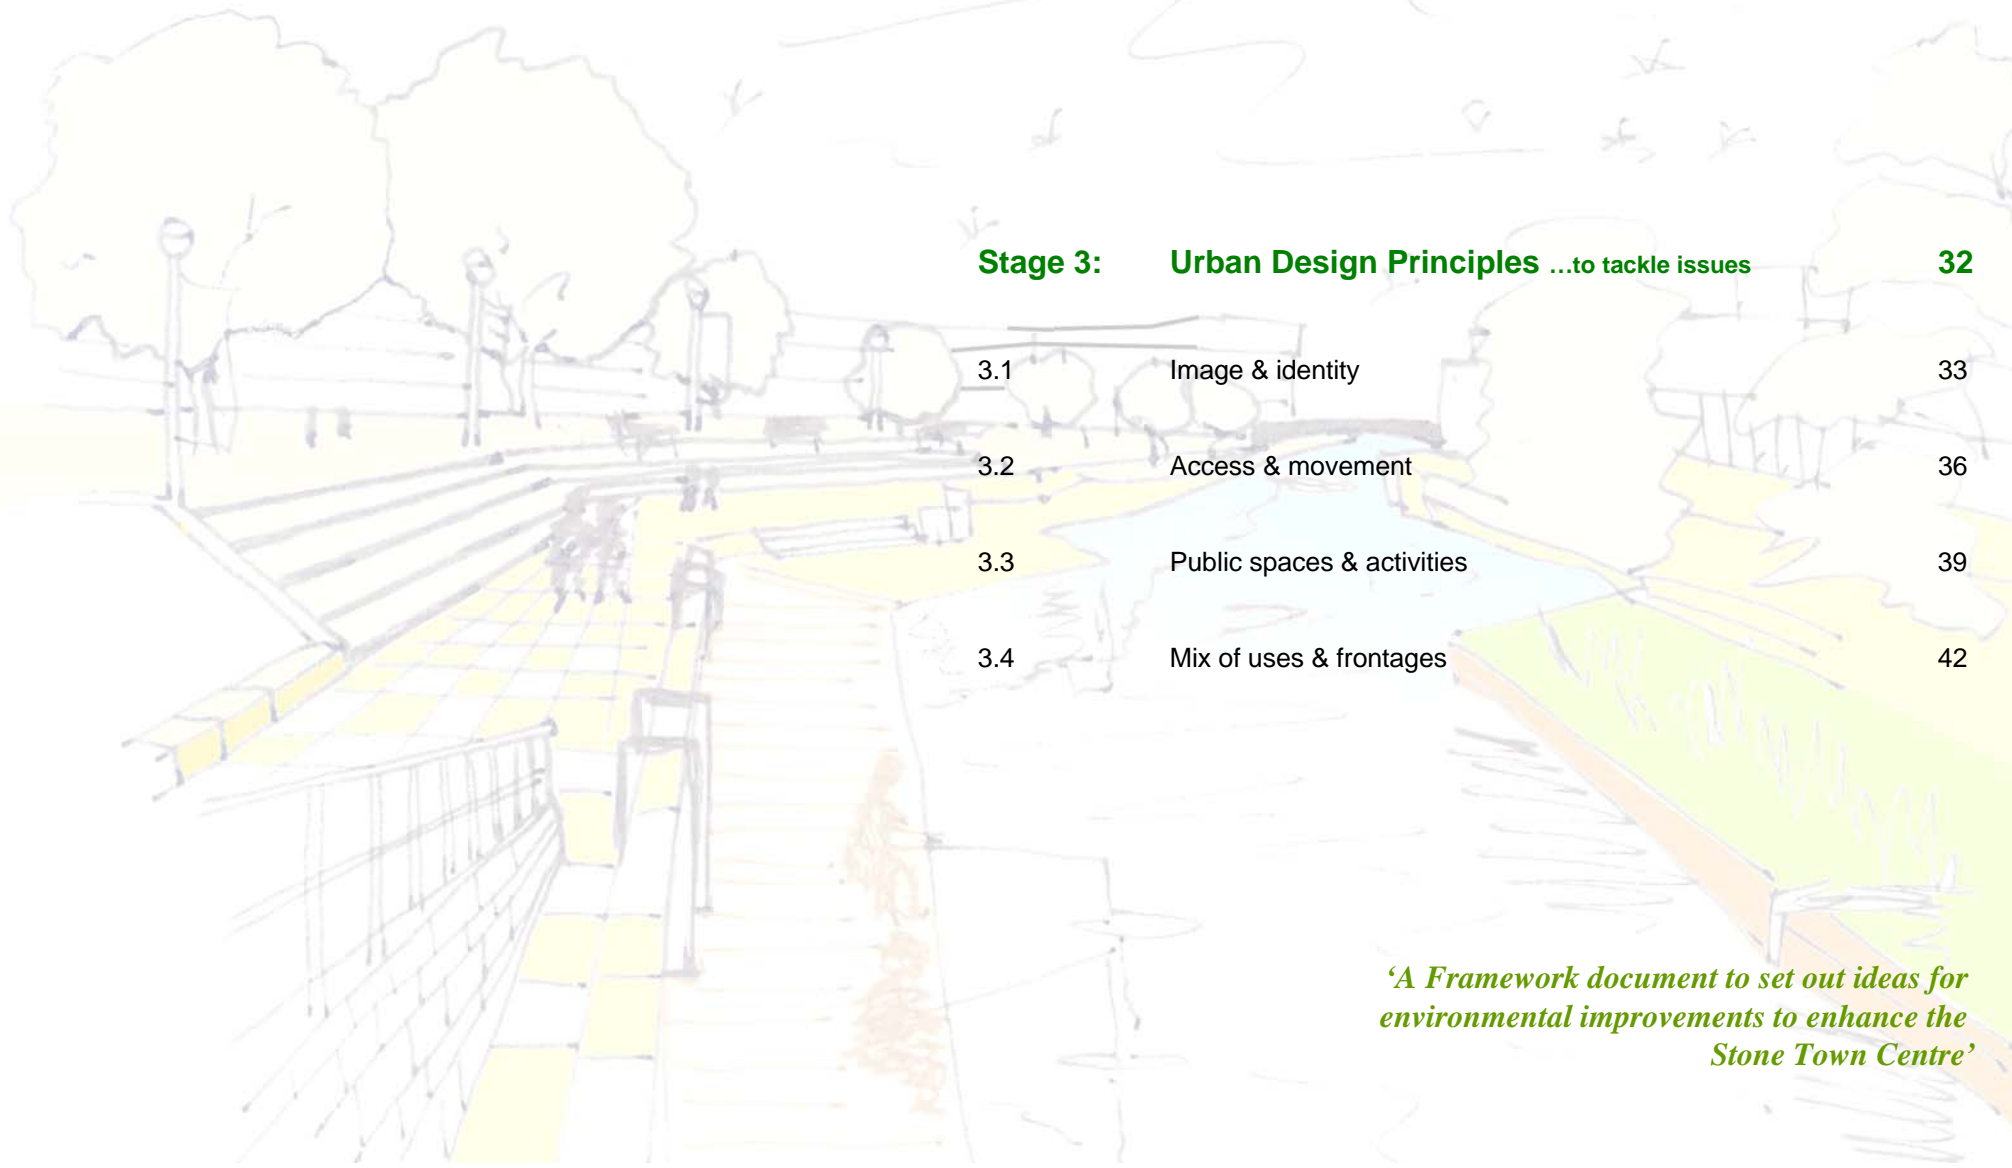 Stage 3: Urban Design Principles …to tackle issues 32
3.1 Image & identity 33
3.2 Access & movement 36
3.3 Public spaces & activities 39
3.4 Mix of uses & frontages 42
‘A Framework document to set out ideas for
environmental improvements to enhance the
Stone Town Centre’